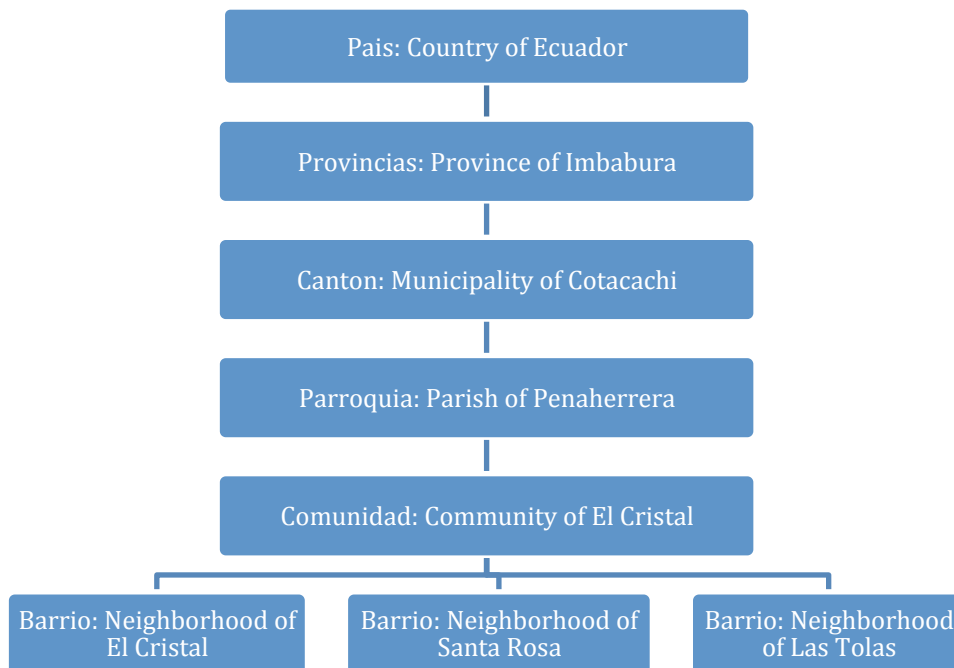 Pais: Country of Ecuador
Provincias: Province of Imbabura
Canton: Municipality of Cotacachi
Parroquia: Parish of Penaherrera
Comunidad: Community of El Cristal
Barrio: Neighborhood of
El Cristal
Barrio: Neighborhood of
Santa Rosa
Barrio: Neighborhood
of Las Tolas